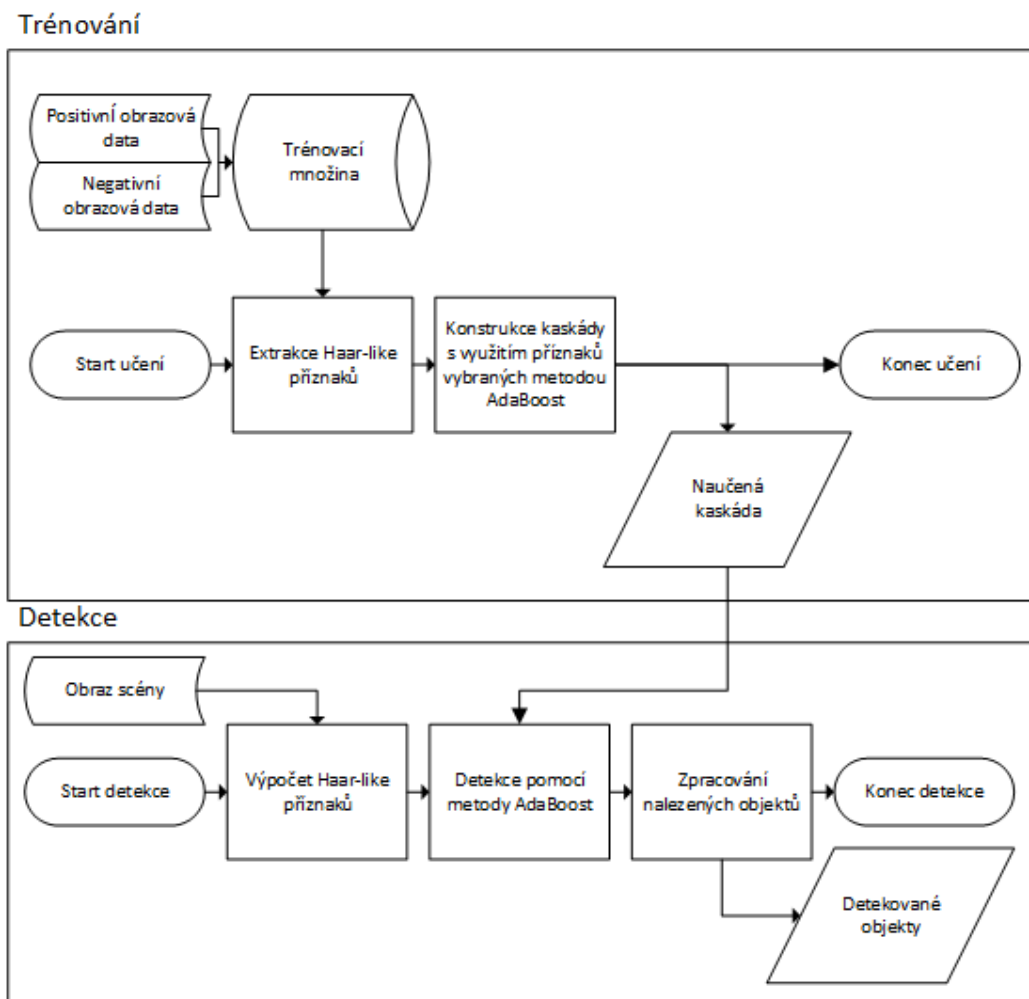 Trénování
Positivní obrazová
data
Negativní
obrazová data
Trénovací
množina
Start učení
Extrakce Haar-like
příznaků
Konstrukce kaskády
s využitím příznaků
vybraných metodou
AdaBoost
Konec učení
Naučená
kaskáda
Detekce
Obraz scény
Start detekce
Výpočet Haar-like
příznaků
Detekce pomocí
metody AdaBoost
Zpracování
nalezených objektů
Konec detekce
Detekované
objekty